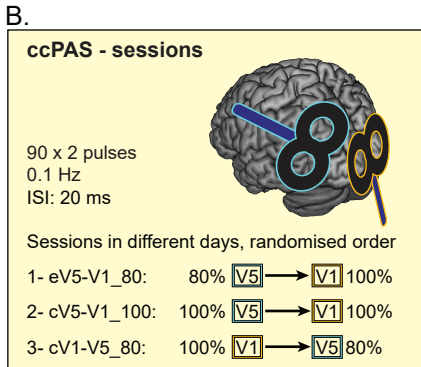 B.
ccPAS - sessions
90 x 2 pulses
0.1 Hz
ISI: 20 ms
Sessions in different days, randomised order
1- eV5-V1_80: 80% V5 → V1 100%
2- cV5-V1_100: 100% V5 → V1 100%
3- cV1-V5_80: 100% V1 → V5 80%